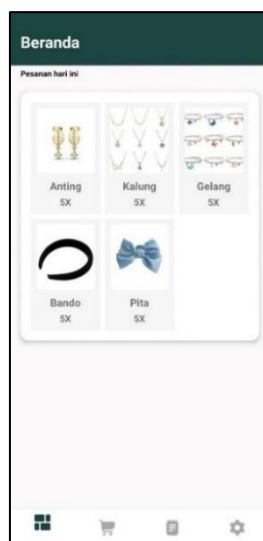 Beranda
Pesanan hari ini
Anting Kalung Gelang
5X 5X 5X
Bando Pita
5X 5X